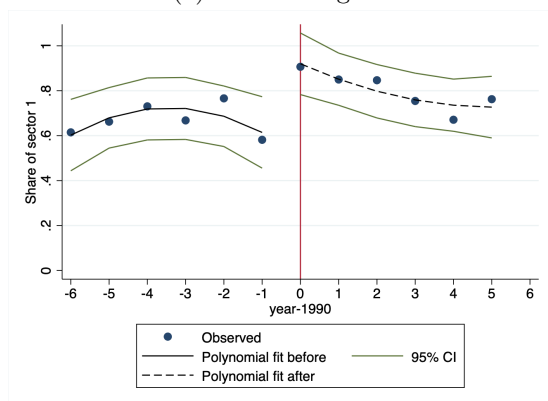 Share of sector 1
1
.8
.6
.4
.2
0
-6 -5 -4 -3 -2 -1 0 1 2 3 4 5 6
year-1990
Observed
Polynomial fit before 95% CI
Polynomial fit after